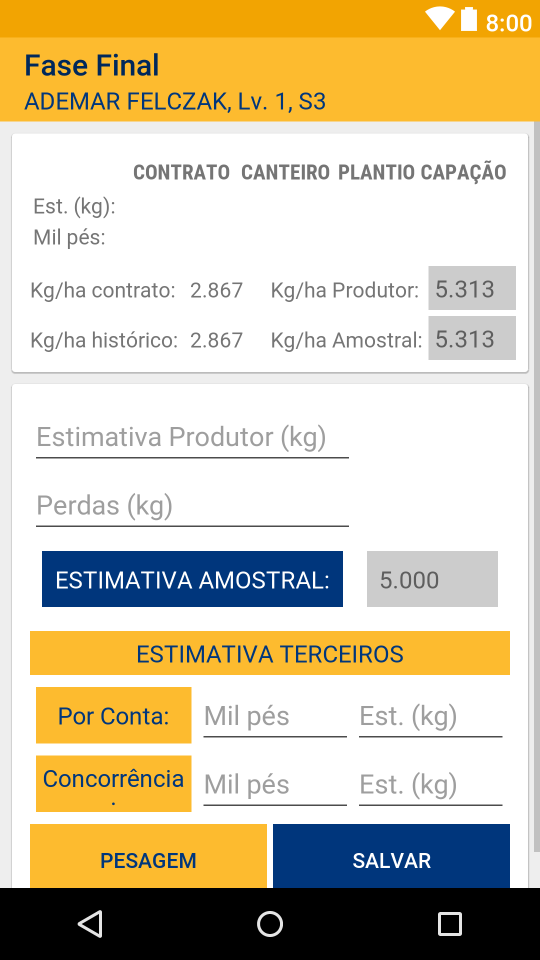 8:00
Fase Final
ADEMAR FELCZAK, Lv. 1, S3
CONTRATO CANTEIRO PLANTIO CAPAÇÃO
Est. (kg):
Mil pés:
Kg/ha contrato: 2.867 Kg/ha Produtor: 5.313
Kg/ha histórico: 2.867 Kg/ha Amostral: 5.313
Estimativa Produtor (kg)
Perdas (kg)
ESTIMATIVA AMOSTRAL: 5.000
ESTIMATIVA TERCEIROS
Por Conta: Mil pés Est. (kg)
Concorrência Mil pés Est. (kg)
:
PESAGEM SALVAR